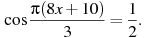 cos π(8x+10)/3 = 1/2.